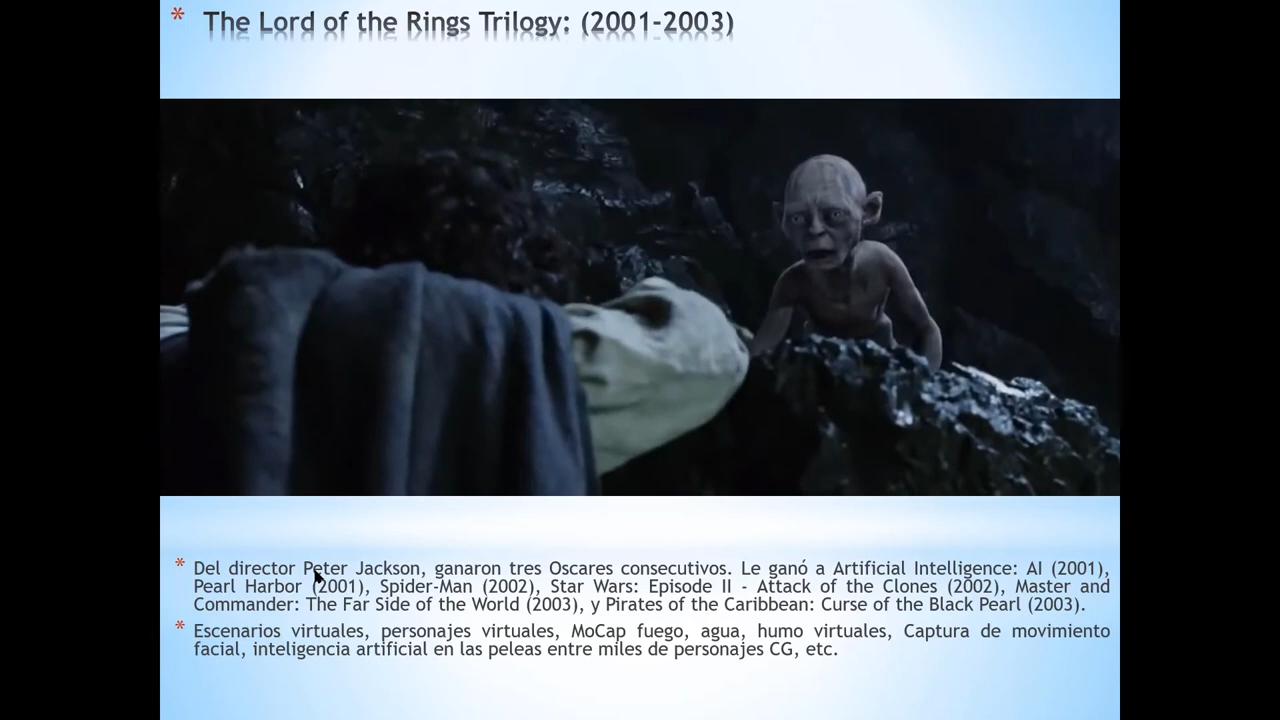 * The Lord of the Rings Trilogy: (2001-2003)
* Del director Peter Jackson, ganaron tres Oscares consecutivos. Le ganó a Artificial Intelligence: AI (2001),
Pearl Harbor (2001), Spider-Man (2002), Star Wars: Episode II - Attack of the Clones (2002), Master and
Commander: The Far Side of the World (2003), y Pirates of the Caribbean: Curse of the Black Pearl (2003).
* Escenarios virtuales, personajes virtuales, MoCap fuego, agua, humo virtuales, Captura de movimiento
facial, inteligencia artificial en las peleas entre miles de personajes CG, etc.